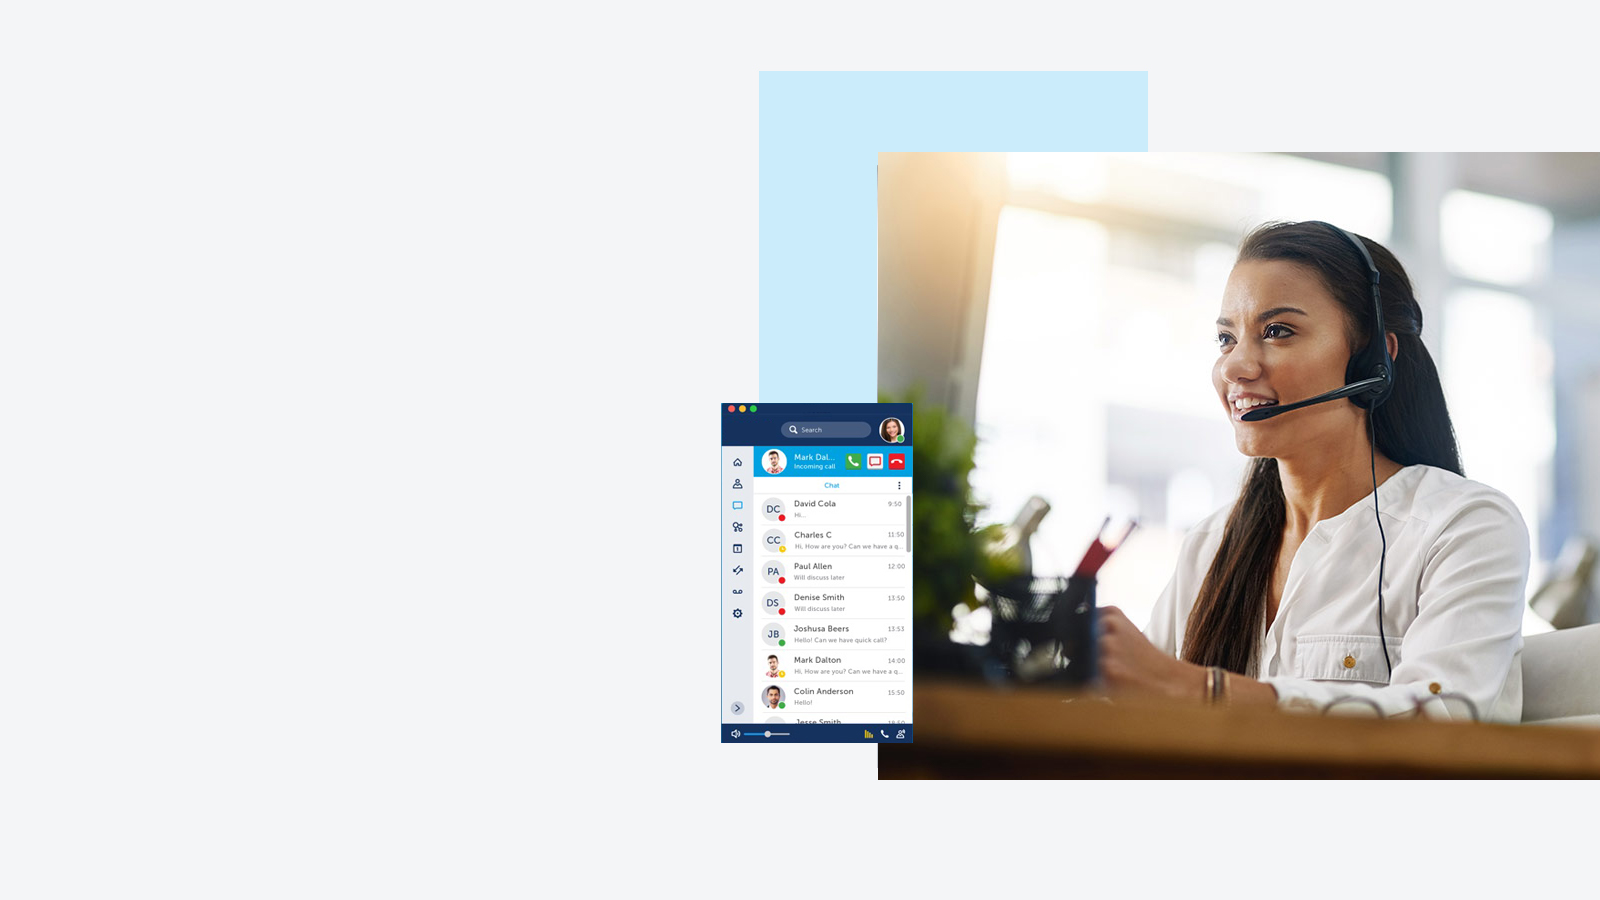 Search
Mark Dal...
Incoming call
Chat
DC
David Cola
9:50
Hi...
CC
Charles C
11:50
Hi, How are you? Can we have a q...
PA
Paul Allen
12:00
Will discuss later
DS
Denise Smith
13:50
Will discuss later
JB
Joshusa Beers
13:53
Hello! Can we have quick call?
Mark Dalton
14:00
Hi, How are you? Can we have a q...
Colin Anderson
15:50
Hello!
Jesse Smith
18:50